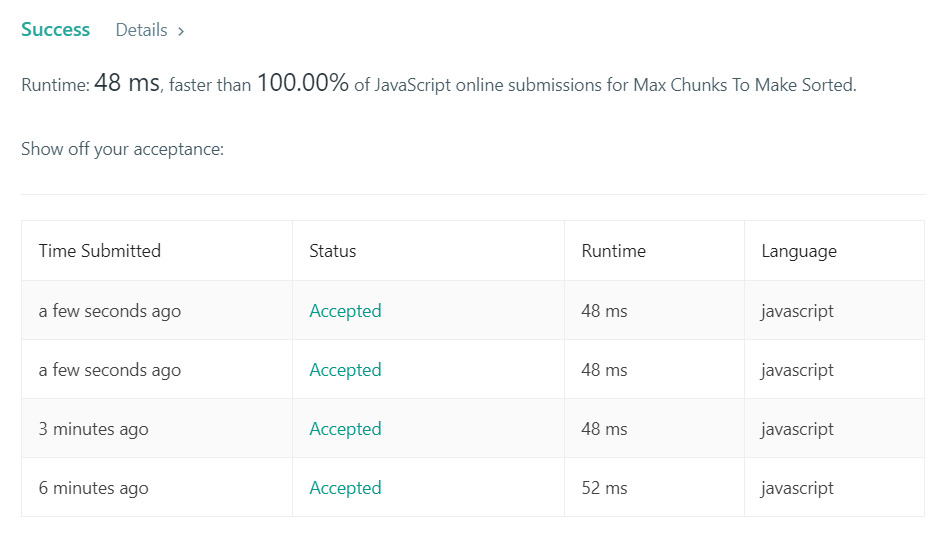 Success Details >
Runtime: 48 ms, faster than 100.00% of JavaScript online submissions for Max Chunks To Make Sorted.
Show off your acceptance:
Time Submitted Status Runtime Language
a few seconds ago Accepted 48 ms javascript
a few seconds ago Accepted 48 ms javascript
3 minutes ago Accepted 48 ms javascript
6 minutes ago Accepted 52 ms javascript